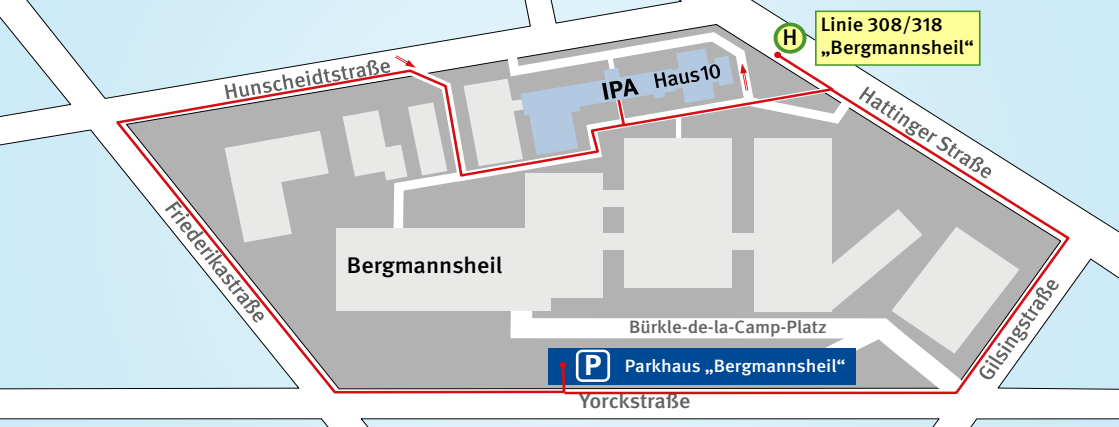 H
Linie 308/318
„Bergmannsheil“
Hunscheidtstraße
IPA
Haus10
Hattinger Straße
Friederikastraße
Bergmannsheil
Bürkle-de-la-Camp-Platz
Gilsingstraße
P
Parkhaus „Bergmannsheil“
Yorckstraße